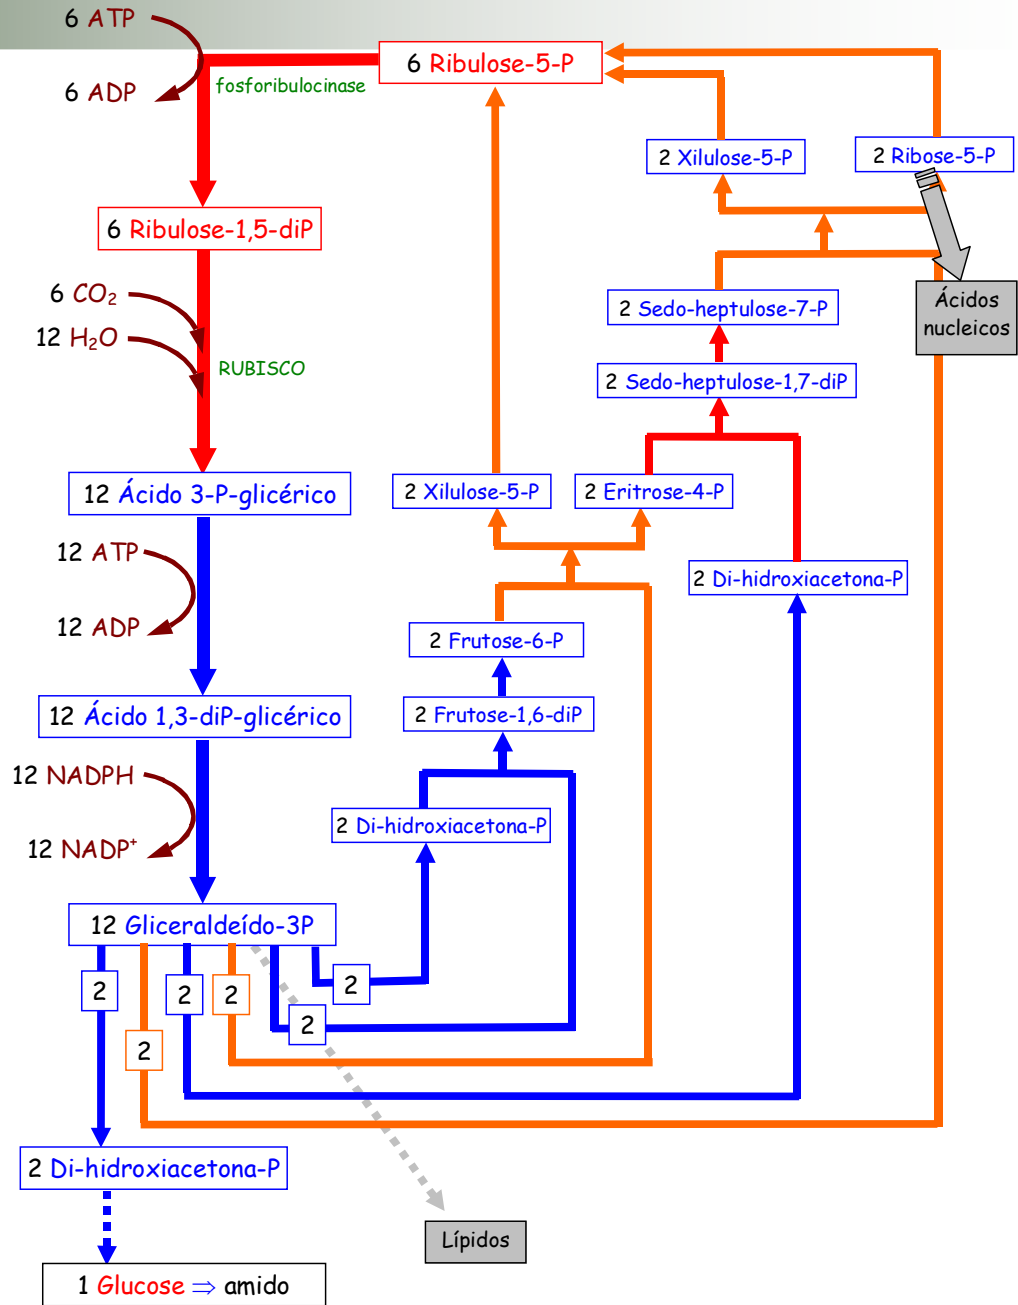 6 ATP
6 Ribulose-5-P
fosforibulocinase
6 ADP
2 Xilulose-5-P
2 Ribose-5-P
6 Ribulose-1,5-diP
6 CO₂
12 H₂O
RUBISCO
2 Sedo-heptulose-7-P
Ácidos
nucleicos
2 Sedo-heptulose-1,7-diP
12 Ácido 3-P-glicérico
2 Xilulose-5-P
2 Eritrose-4-P
12 ATP
12 ADP
2 Di-hidroxiacetona-P
2 Frutose-6-P
12 Ácido 1,3-diP-glicérico
2 Frutose-1,6-diP
12 NADPH
12 NADP⁺
2 Di-hidroxiacetona-P
12 Gliceraldeído-3P
2
2
2
2
2
2
2 Di-hidroxiacetona-P
Lípidos
1 Glucose ⇒ amido